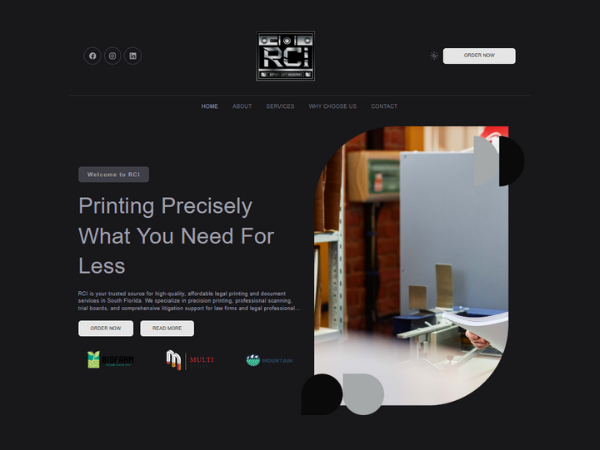 RCI
ORDER NOW
HOME ABOUT SERVICES WHY CHOOSE US CONTACT
Welcome to RCI
Printing Precisely
What You Need For
Less
RCI is your trusted source for high-quality, affordable legal printing and document
services in South Florida. We specialize in precision printing, professional scanning,
trial boards, and comprehensive litigation support for law firms and legal professional...
ORDER NOW READ MORE
BIOFARM MULTI MOUNTAIN